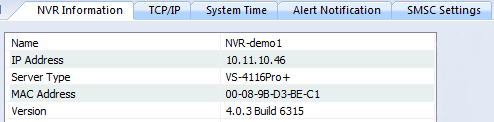 NVR Information TCP/IP System Time Alert Notification SMSC Settings
Name NVR-demo1
IP Address 10.11.10.46
Server Type VS-4116Pro+
MAC Address 00-08-9B-D3-BE-C1
Version 4.0.3 Build 6315